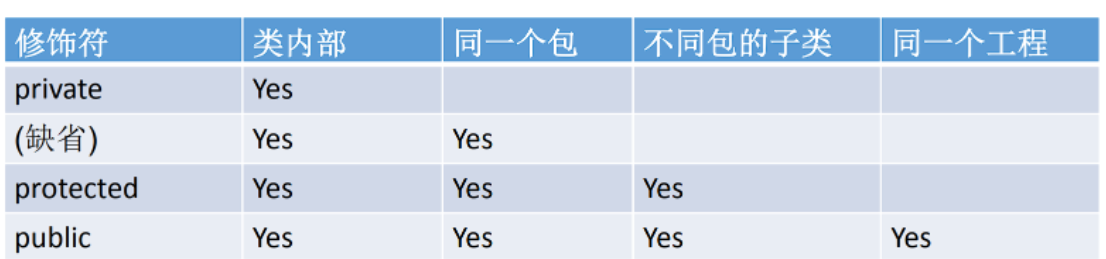 修饰符 类内部 同一个包 不同包的子类 同一个工程
private Yes
(缺省) Yes Yes
protected Yes Yes Yes
public Yes Yes Yes Yes